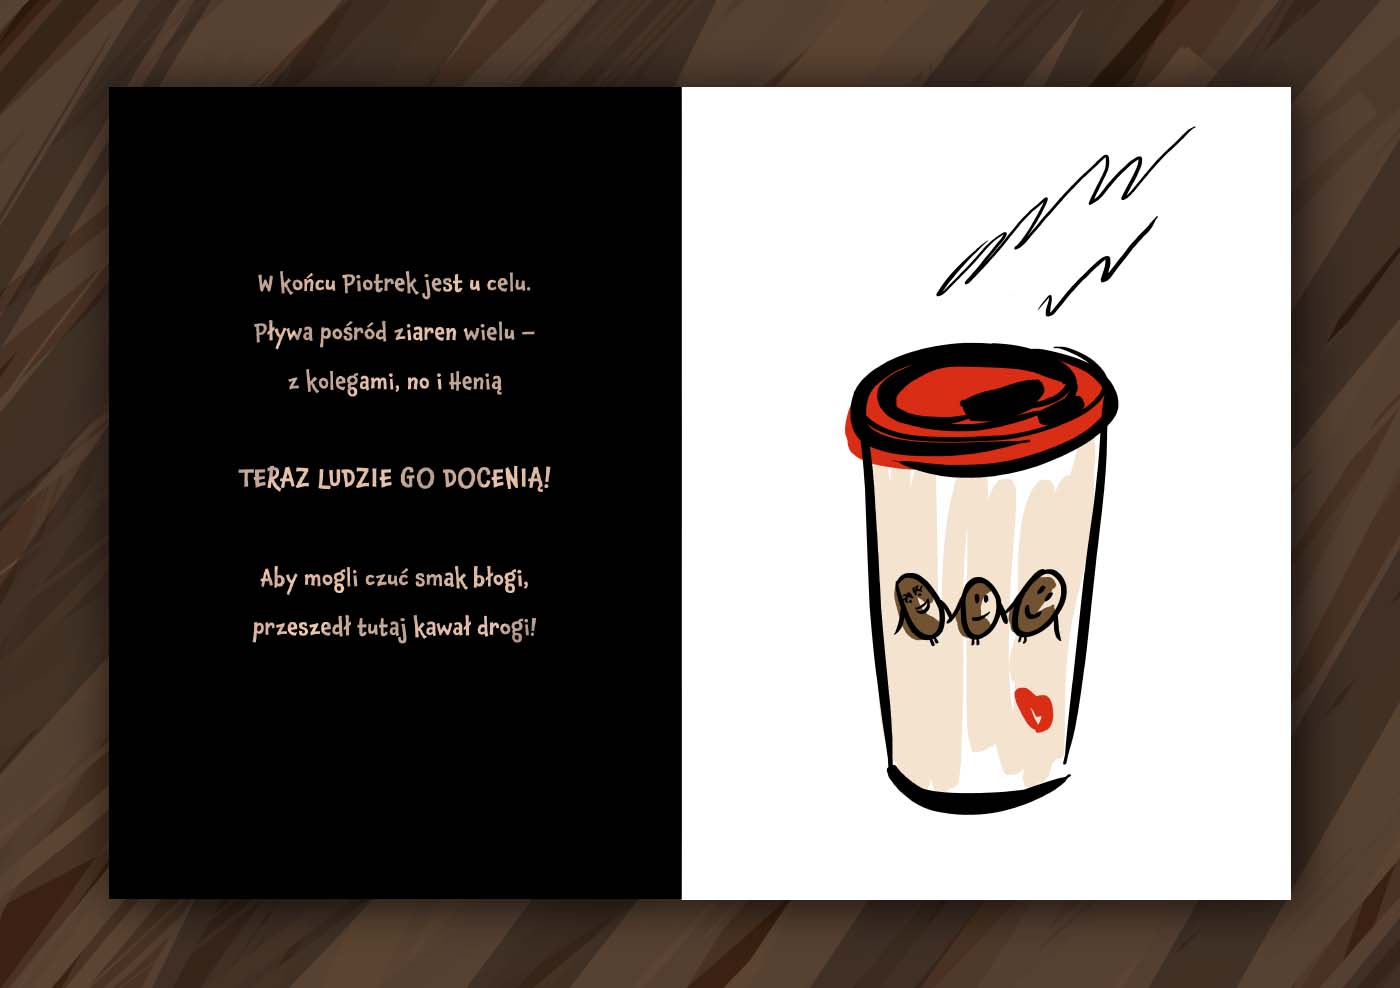 W końcu Piotrek jest u celu.
Pływa pośród ziaren wielu –
z kolegami, no i Henią
TERAZ LUDZIE GO DOCENIĄ!
Aby mogli czuć smak błogi,
przeszedł tutaj kawał drogi!